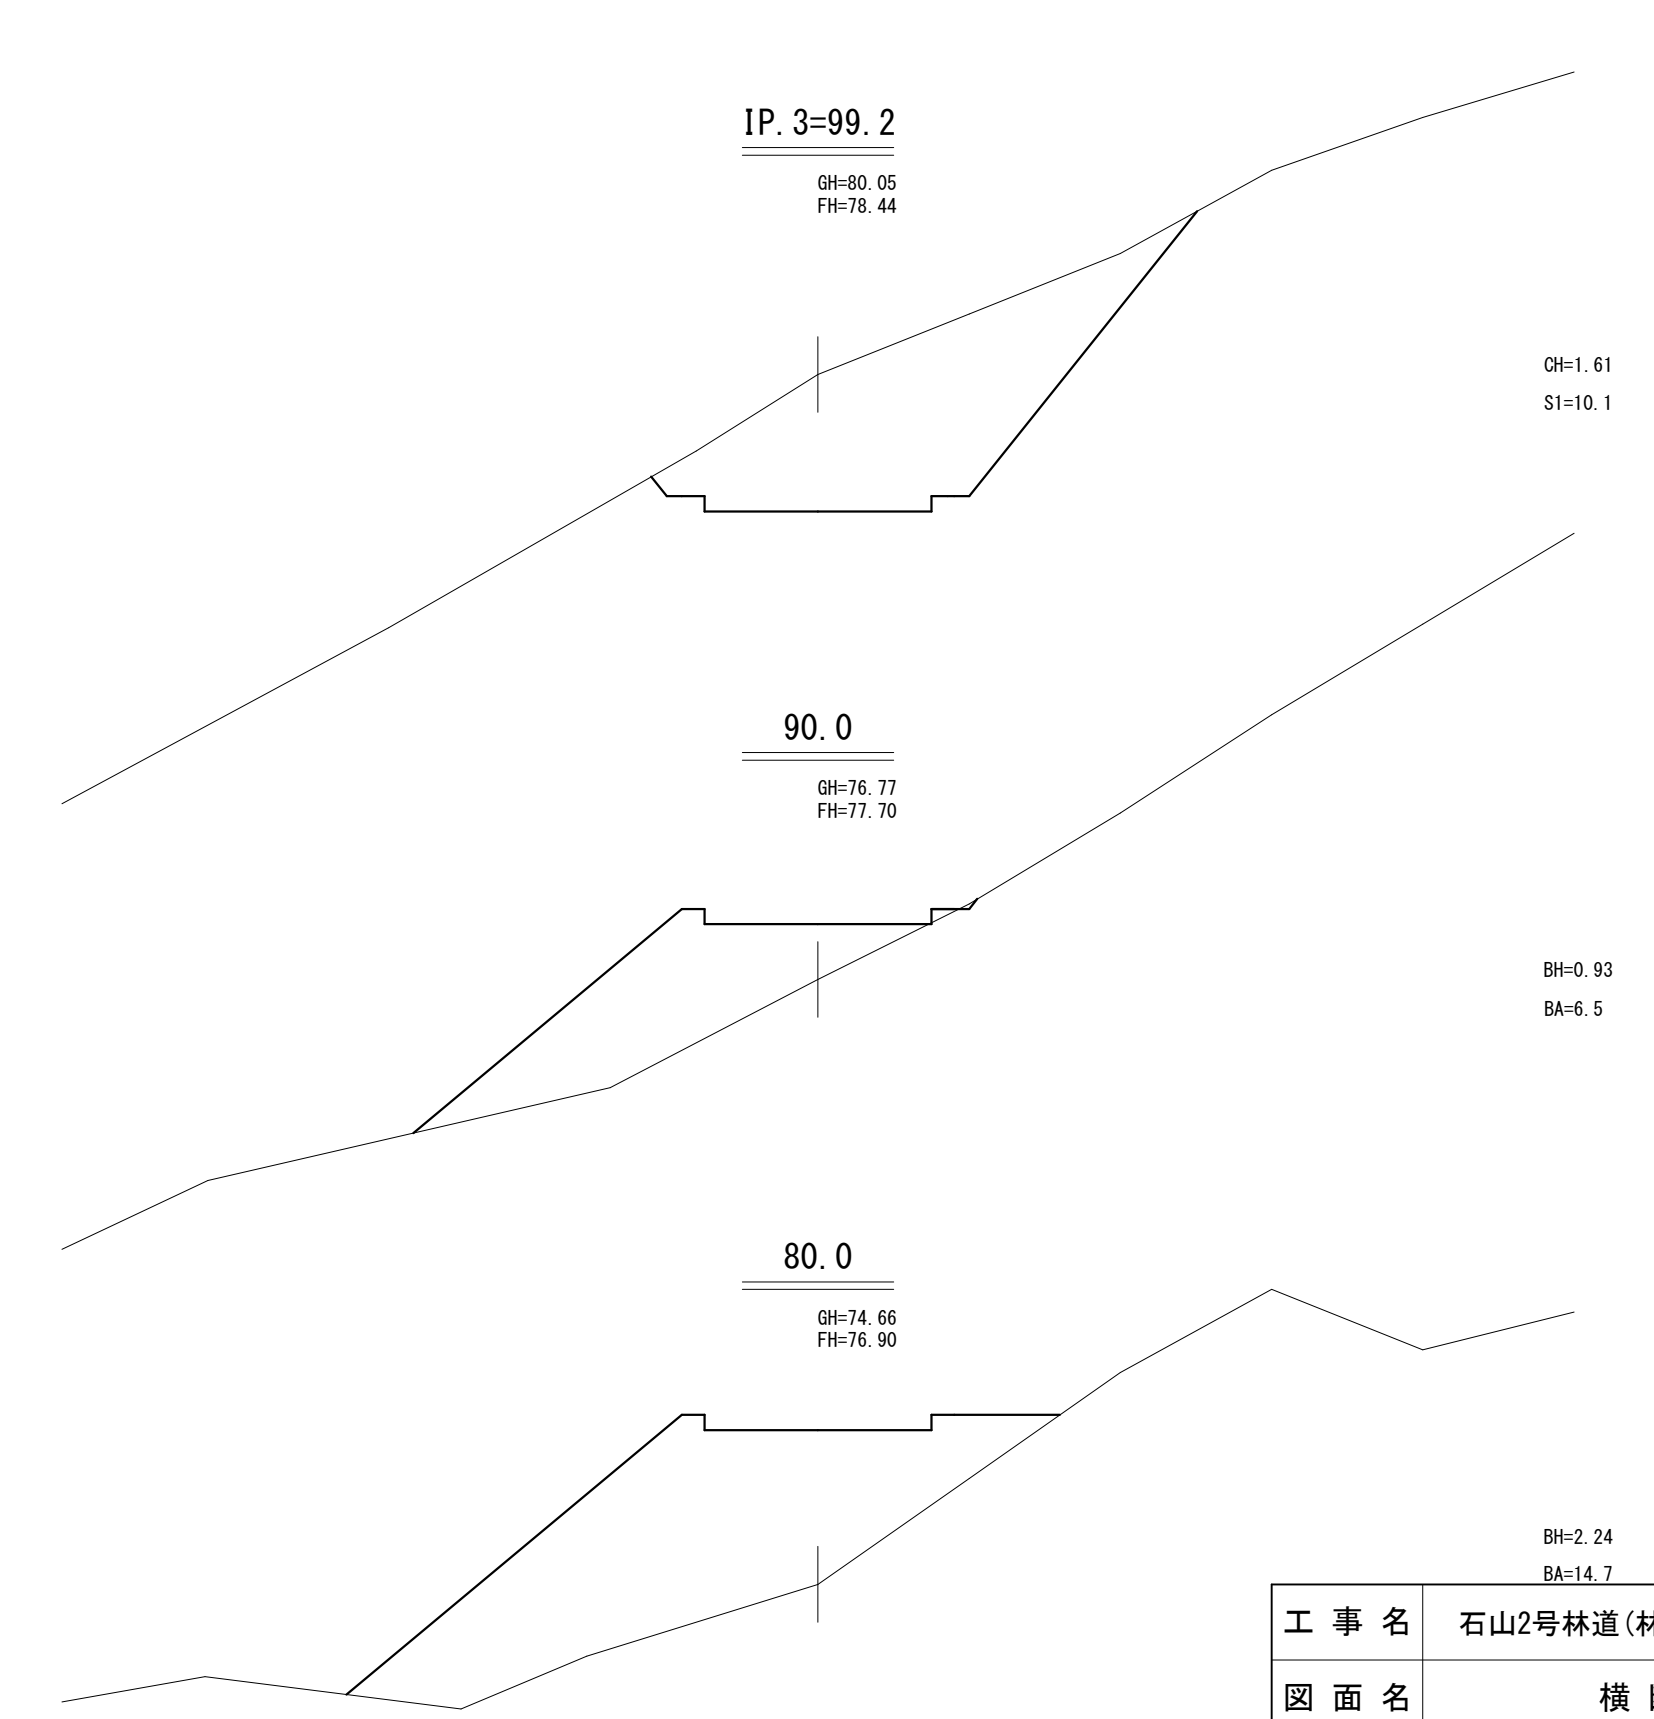 IP.3=99.2
GH=80.05
FH=78.44
CH=1.61
S1=10.1
90.0
GH=76.77
FH=77.70
BH=0.93
BA=6.5
80.0
GH=74.66
FH=76.90
BH=2.24
BA=14.7
工 事 名 石山2号林道(
図 面 名 横